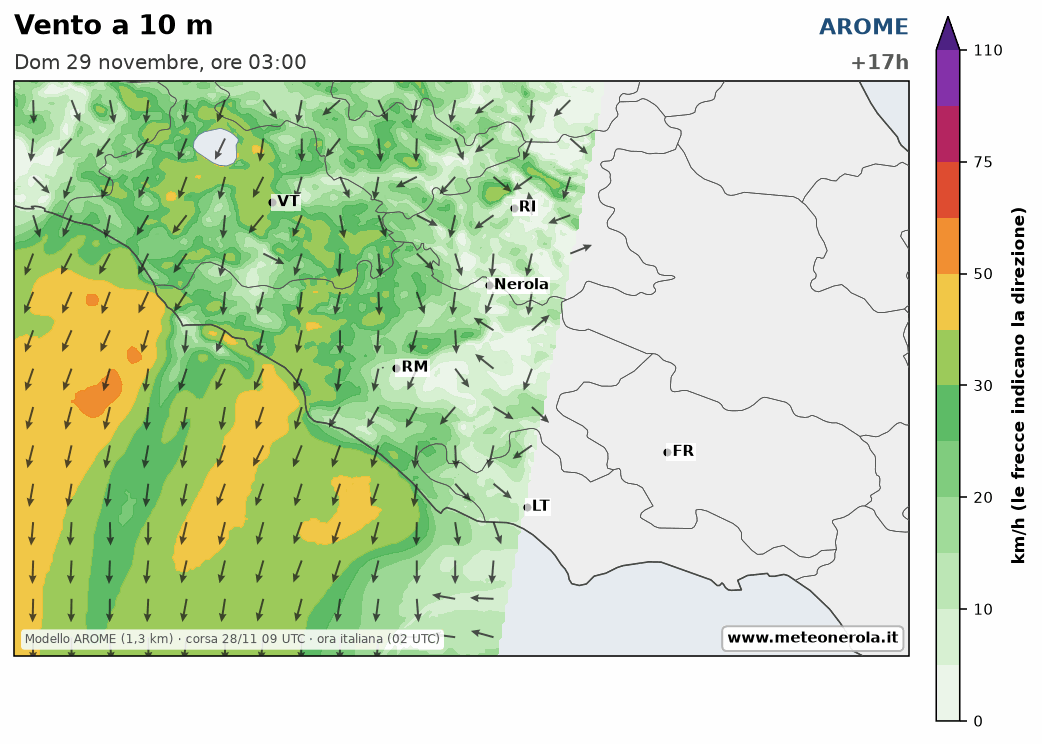 Vento a 10 m
AROME
Dom 29 novembre, ore 03:00
+17h
VT
RI
Nerola
RM
FR
LT
Modello AROME (1,3 km) · corsa 28/11 09 UTC · ora italiana (02 UTC)
www.meteonerola.it
110
75
50
30
20
10
0
km/h (le frecce indicano la direzione)